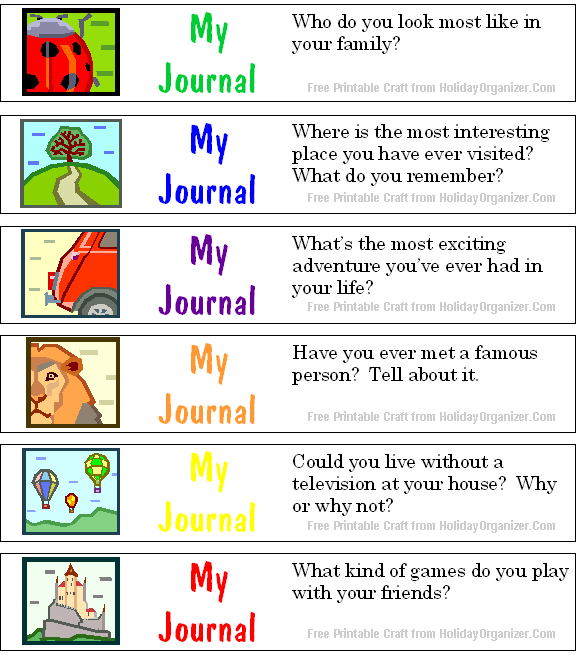 My
Journal
Who do you look most like in
your family?
Free Printable Craft from HolidayOrganizer.Com
My
Journal
Where is the most interesting
place you have ever visited?
What do you remember?
Free Printable Craft from HolidayOrganizer.Com
My
Journal
What's the most exciting
adventure you've ever had in
your life?
Free Printable Craft from HolidayOrganizer.Com
My
Journal
Have you ever met a famous
person?  Tell about it.
Free Printable Craft from HolidayOrganizer.Com
My
Journal
Could you live without a
television at your house?  Why
or why not?
Free Printable Craft from HolidayOrganizer.Com
My
Journal
What kind of games do you play
with your friends?
Free Printable Craft from HolidayOrganizer.Com